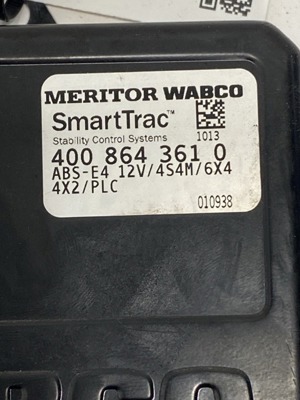 MERITOR WABCO
SmartTrac™
Stability Control Systems
1013
400 864 361 0
ABS-E4 12V/4S4M/6X4
4X2/PLC
010938